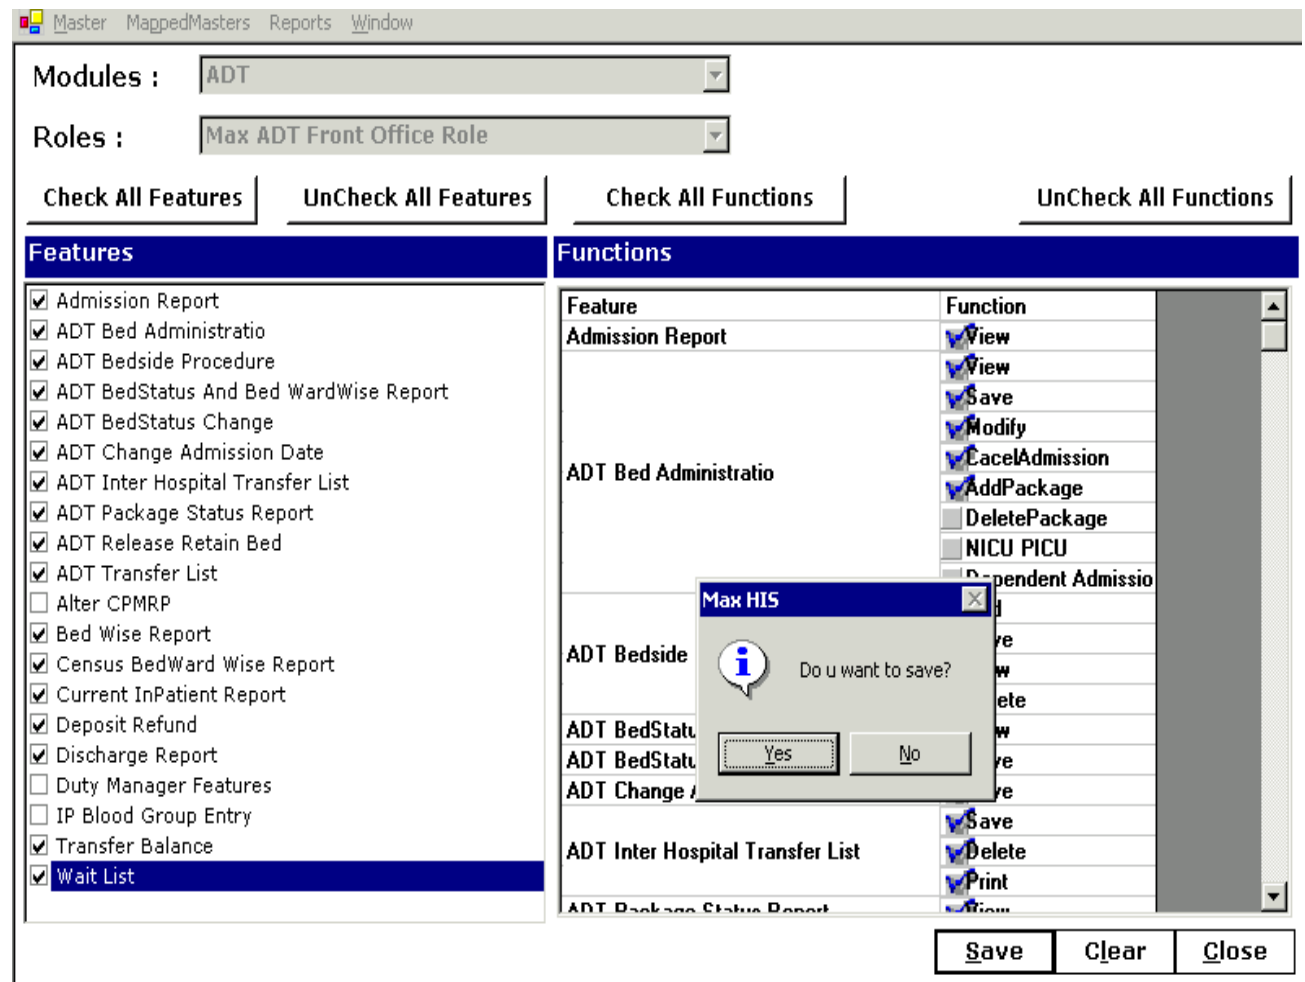 Master MappedMasters Reports Window
Modules : ADT
Roles : Max ADT Front Office Role
Check All Features UnCheck All Features Check All Functions UnCheck All Functions
Features
Admission Report
ADT Bed Administratio
ADT Bedside Procedure
ADT BedStatus And Bed WardWise Report
ADT BedStatus Change
ADT Change Admission Date
ADT Inter Hospital Transfer List
ADT Package Status Report
ADT Release Retain Bed
ADT Transfer List
Alter CPMRP
Bed Wise Report
Census BedWard Wise Report
Current InPatient Report
Deposit Refund
Discharge Report
Duty Manager Features
IP Blood Group Entry
Transfer Balance
Wait List
Functions
Feature Function
Admission Report View
ADT Bed Administratio
View
Save
Modify
CacelAdmission
AddPackage
DeletePackage
NICU PICU
Dependent Admissio
ADT Bedside
ADT BedStatu
ADT BedStatu
ADT Change
ADT Inter Hospital Transfer List
Save
Delete
Print
ADT Package Status Report View
Max HIS
Do u want to save?
Yes No
Save Clear Close